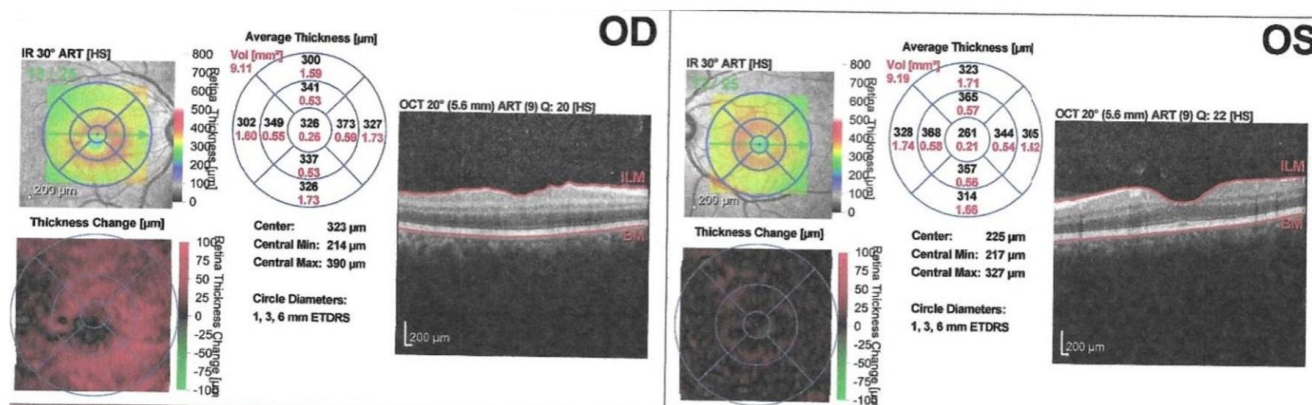 OD
IR 30° ART [HS]
800
700
600
500
400
300
200
100
0
Retina Thickness [µm]
200 µm
Average Thickness [µm]
Vol [mm³]
9.11
300
1.59
341
0.53
302 349 326 373 327
1.60 0.55 0.26 0.59 1.73
337
0.53
326
1.73
Center: 323 µm
Central Min: 214 µm
Central Max: 390 µm
Circle Diameters:
1, 3, 6 mm ETDRS
OCT 20° (5.6 mm) ART (9) Q: 20 [HS]
ILM
BM
200 µm
Thickness Change [µm]
100
75
50
25
0
-25
-50
-75
-100
Retina Thickness Change [µm]
OS
IR 30° ART [HS]
800
700
600
500
400
300
200
100
0
Retina Thickness [µm]
200 µm
Average Thickness [µm]
Vol [mm³]
9.19
323
1.71
365
0.57
328 368 261 344
1.74 0.58 0.21 0.54
357
0.56
314
1.66
Center: 225 µm
Central Min: 217 µm
Central Max: 327 µm
Circle Diameters:
1, 3, 6 mm ETDRS
OCT 20° (5.6 mm) ART (9) Q: 22 [HS]
ILM
BM
200 µm
Thickness Change [µm]
100
75
50
25
0
-25
-50
-75
-100
Retina Thickness Change [µm]